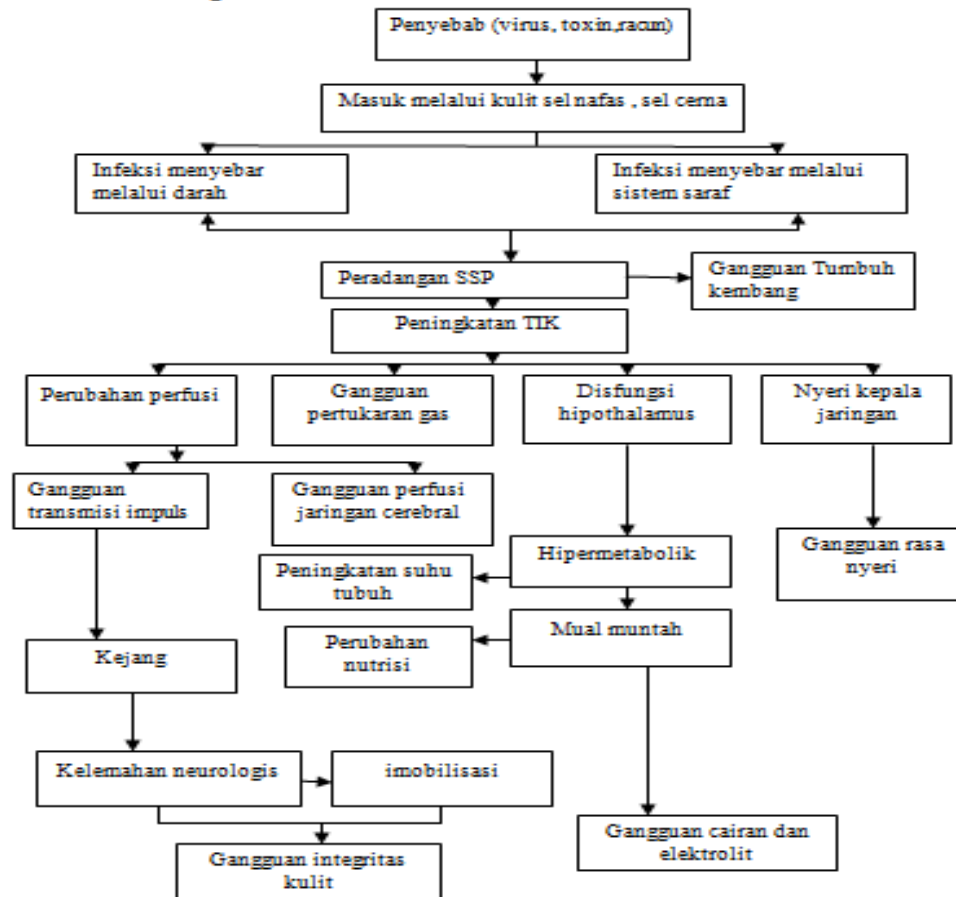 Penyebab (virus, toxin,racun)
Masuk melalui kulit sel nafas , sel cerna
Infeksi menyebar
melalui darah
Infeksi menyebar melalui
sistem saraf
Peradangan SSP
Gangguan Tumbuh
kembang
Peningkatan TIK
Perubahan perfusi
Gangguan
pertukaran gas
Disfungsi
hipothalamus
Nyeri kepala
jaringan
Gangguan
transmisi impuls
Gangguan perfusi
jaringan cerebral
Hipermetabolik
Gangguan rasa
nyeri
Peningkatan suhu
tubuh
Mual muntah
Perubahan
nutrisi
Kejang
Kelemahan neurologis
imobilisasi
Gangguan cairan dan
elektrolit
Gangguan integritas
kulit